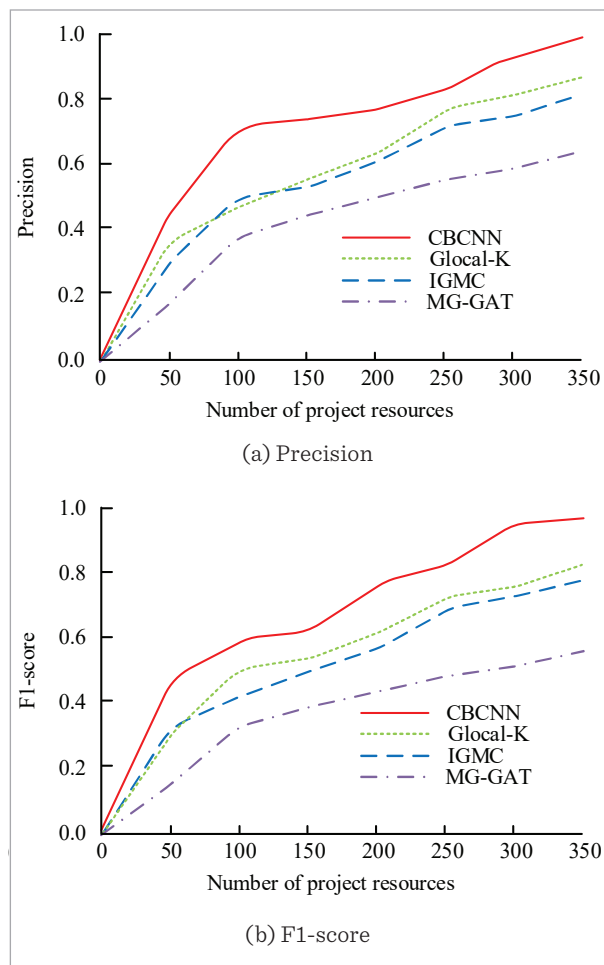 1.0
0.8
0.6
0.4
0.2
0.0
Precision
CBCNN
Glocal-K
IGMC
MG-GAT
0 50 100 150 200 250 300 350
Number of project resources
(a) Precision
1.0
0.8
0.6
0.4
0.2
0.0
F1-score
CBCNN
Glocal-K
IGMC
MG-GAT
0 50 100 150 200 250 300 350
Number of project resources
(b) F1-score